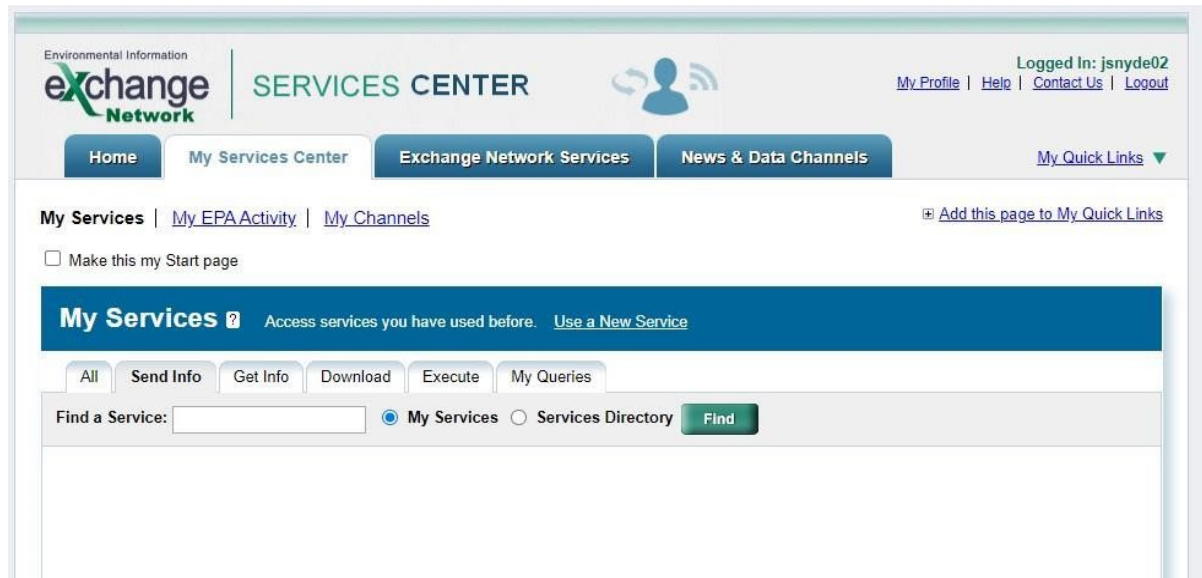 Environmental Information
eXchange
Network
SERVICES CENTER
Logged In: jsnyde02
My Profile | Help | Contact Us | Logout
Home My Services Center Exchange Network Services News & Data Channels My Quick Links ▼
My Services | My EPA Activity | My Channels
Add this page to My Quick Links
Make this my Start page
My Services ? Access services you have used before. Use a New Service
All Send Info Get Info Download Execute My Queries
Find a Service: My Services Services Directory Find